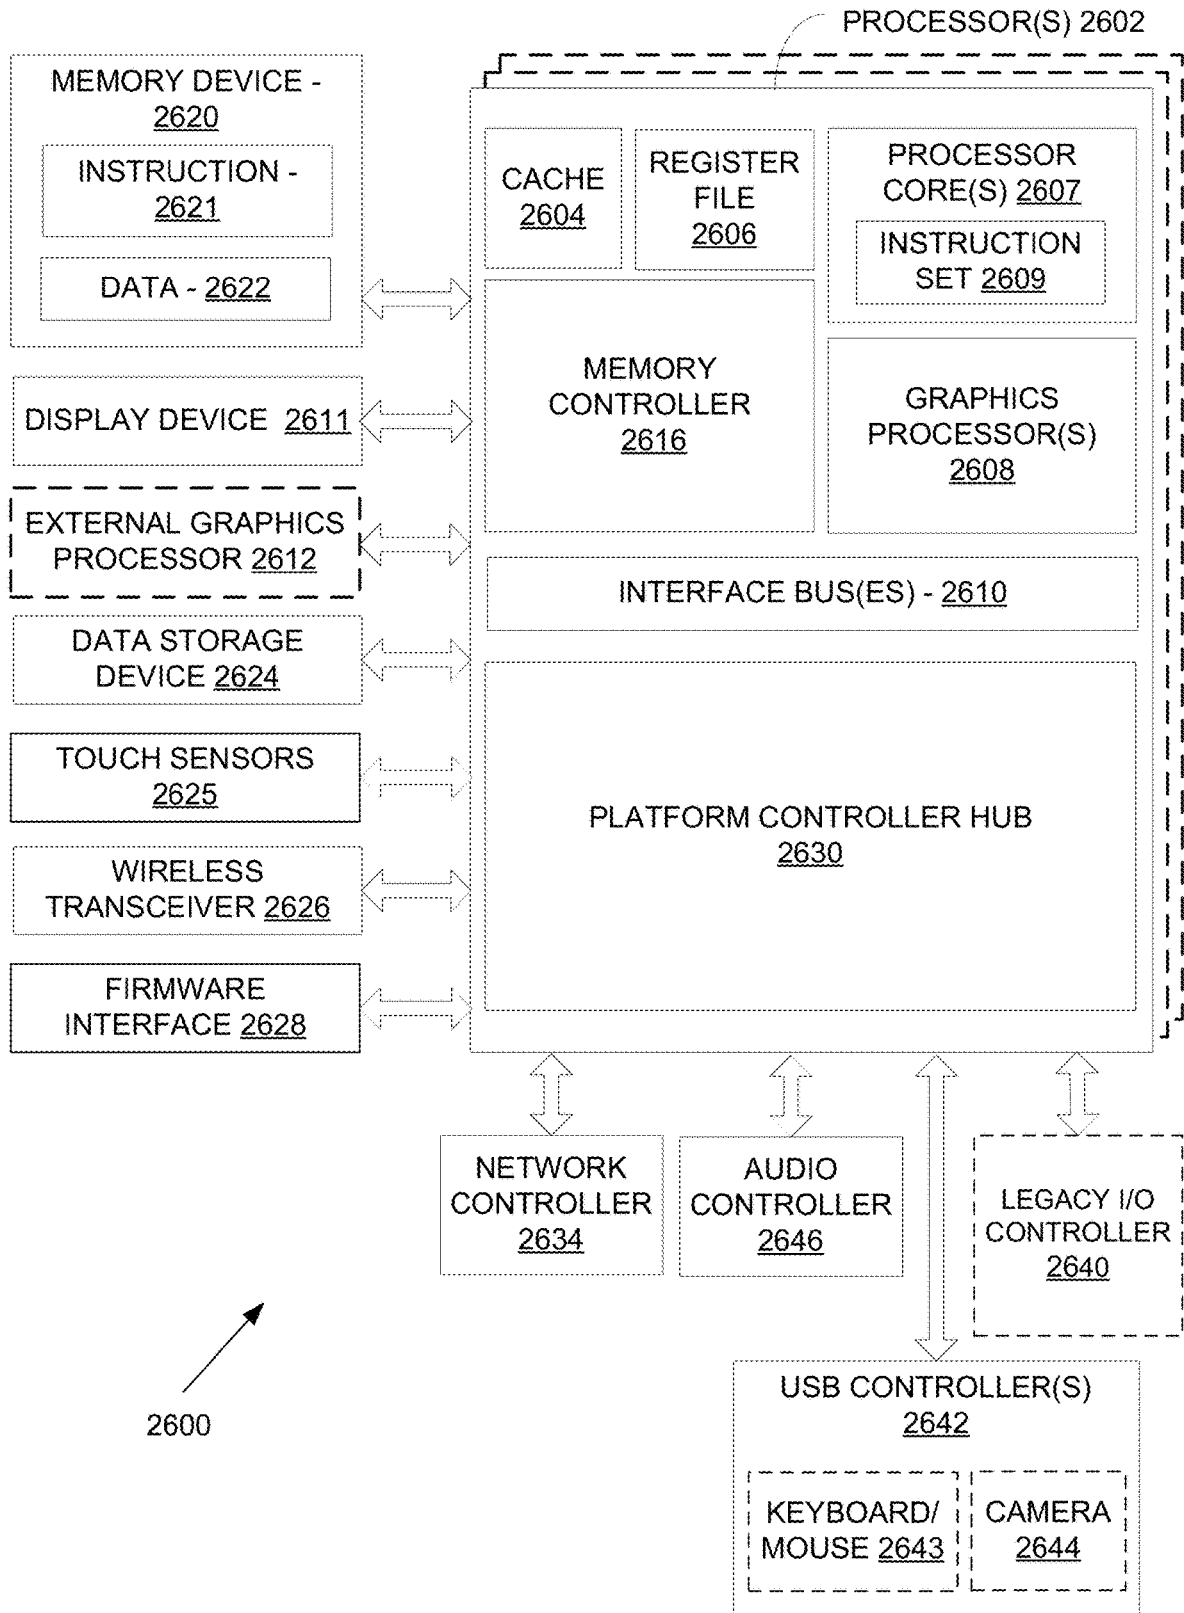 PROCESSOR(S) 2602
MEMORY DEVICE -
2620
INSTRUCTION -
2621
DATA - 2622
DISPLAY DEVICE 2611
EXTERNAL GRAPHICS
PROCESSOR 2612
DATA STORAGE
DEVICE 2624
TOUCH SENSORS
2625
WIRELESS
TRANSCEIVER 2626
FIRMWARE
INTERFACE 2628
CACHE
2604
REGISTER
FILE
2606
PROCESSOR
CORE(S) 2607
INSTRUCTION
SET 2609
MEMORY
CONTROLLER
2616
GRAPHICS
PROCESSOR(S)
2608
INTERFACE BUS(ES) - 2610
PLATFORM CONTROLLER HUB
2630
NETWORK
CONTROLLER
2634
AUDIO
CONTROLLER
2646
LEGACY I/O
CONTROLLER
2640
2600
USB CONTROLLER(S)
2642
KEYBOARD/
MOUSE 2643
CAMERA
2644